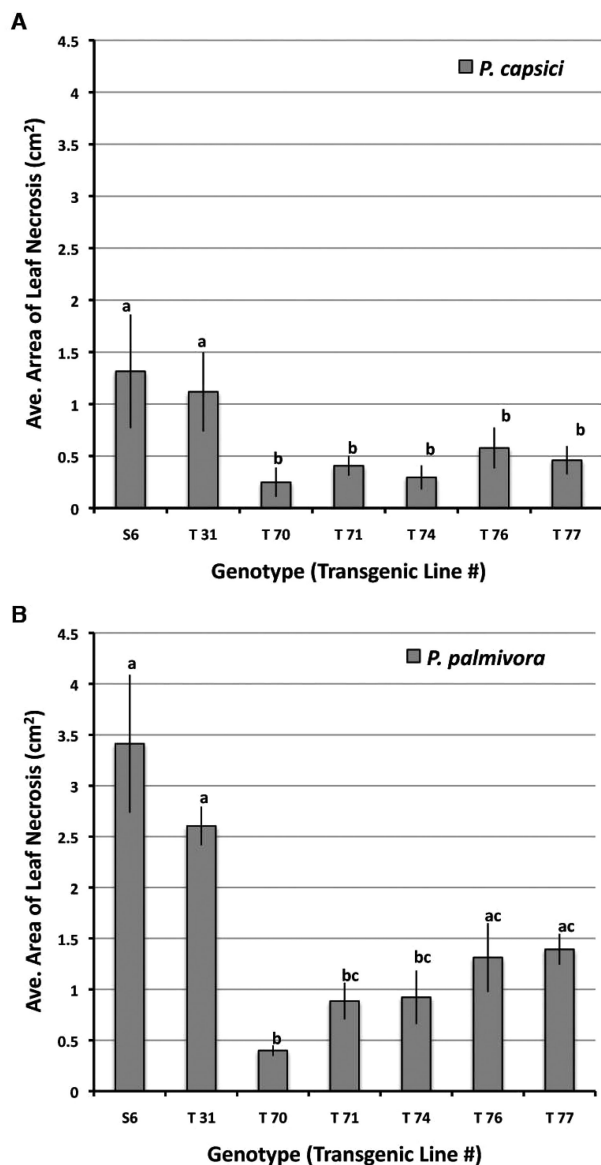 A
4.5
P. capsici
4
3.5
3
2.5
2
1.5
1
0.5
0
Ave. Area of Leaf Necrosis (cm²)
a
a
b
b
b
b
b
S6 T 31 T 70 T 71 T 74 T 76 T 77
Genotype (Transgenic Line #)
B
4.5
P. palmivora
4
3.5
3
2.5
2
1.5
1
0.5
0
Ave. Area of Leaf Necrosis (cm²)
a
a
b
bc
bc
ac
ac
S6 T 31 T 70 T 71 T 74 T 76 T 77
Genotype (Transgenic Line #)